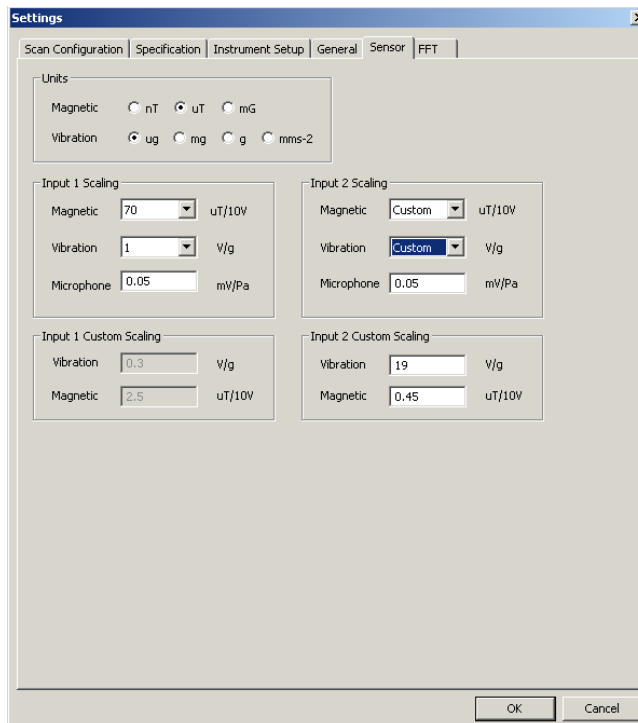 Settings
Scan Configuration Specification Instrument Setup General Sensor FFT
Units
Magnetic nT uT mG
Vibration ug mg g mms-2
Input 1 Scaling
Magnetic 70 uT/10V
Vibration 1 V/g
Microphone 0.05 mV/Pa
Input 2 Scaling
Magnetic Custom uT/10V
Vibration Custom V/g
Microphone 0.05 mV/Pa
Input 1 Custom Scaling
Vibration 0.3 V/g
Magnetic 2.5 uT/10V
Input 2 Custom Scaling
Vibration 19 V/g
Magnetic 0.45 uT/10V
OK Cancel